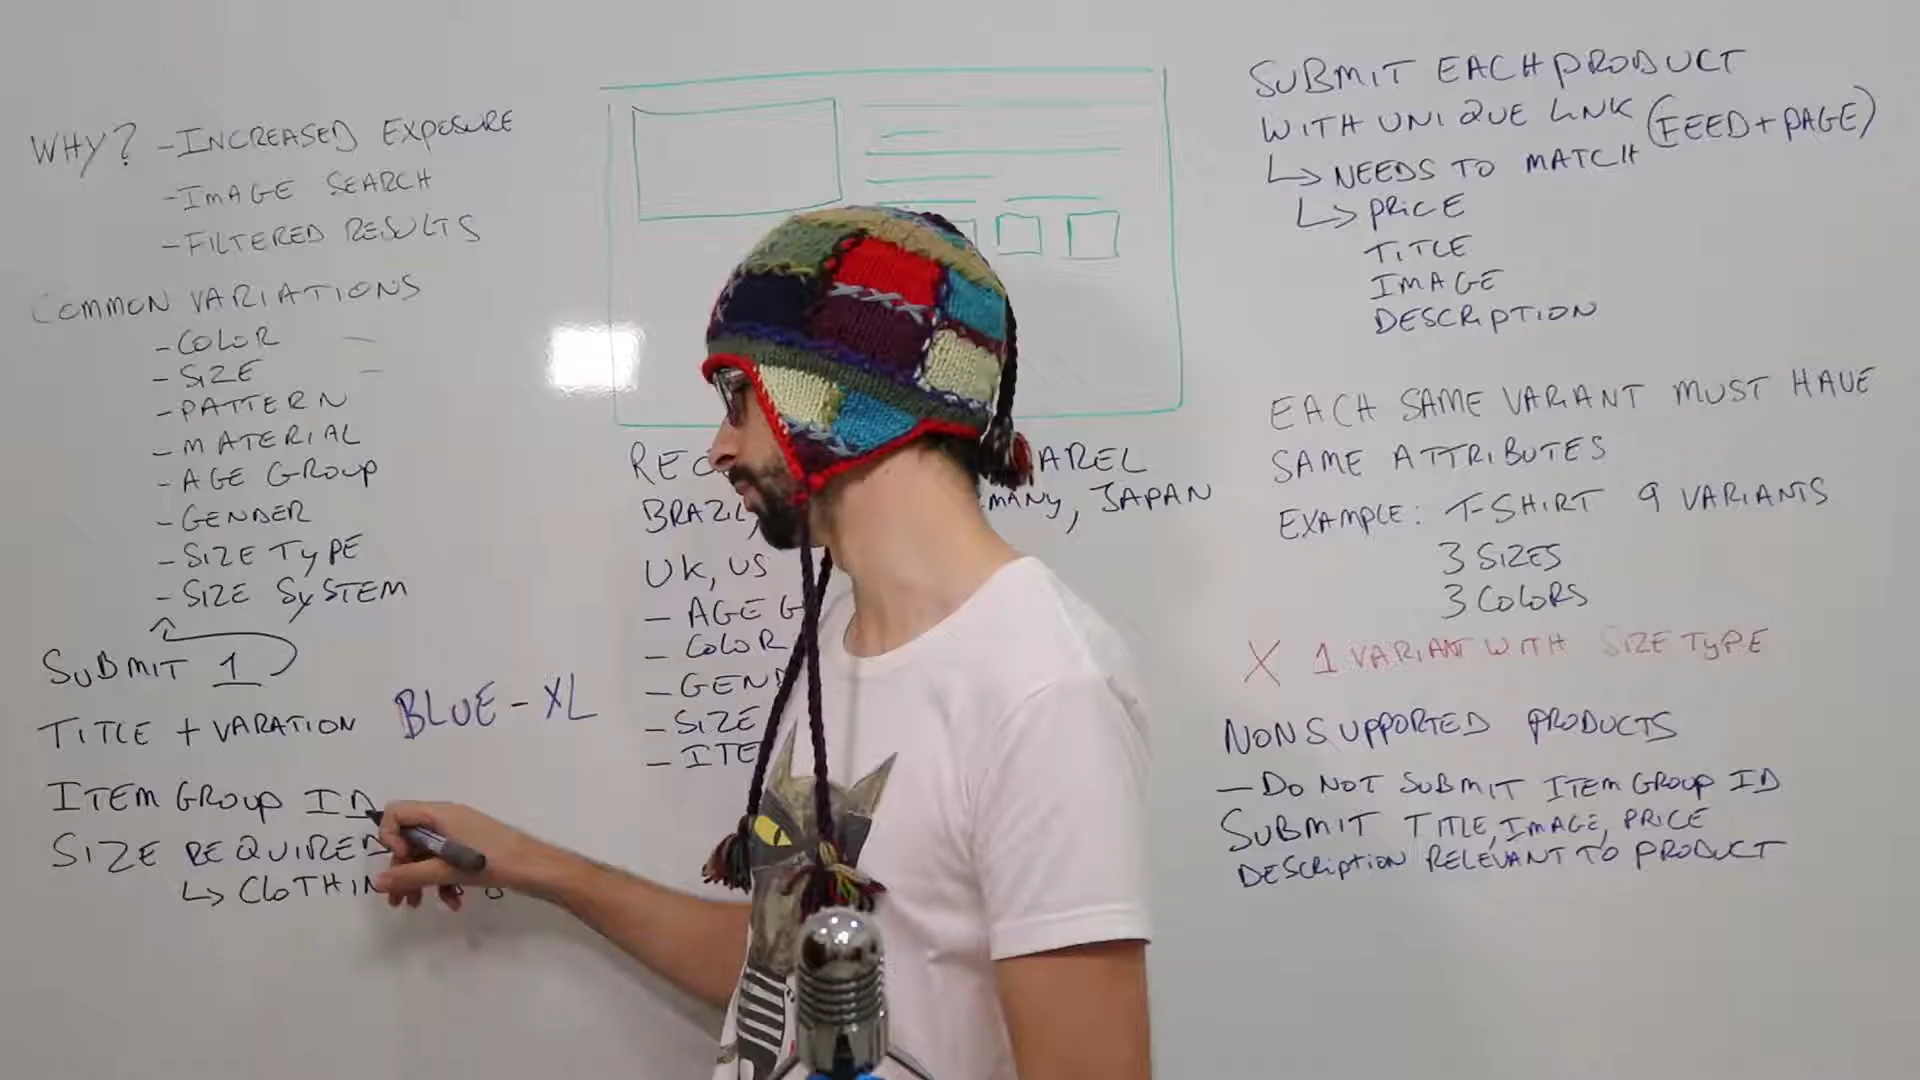 WHY? - INCREASED EXPOSURE
- IMAGE SEARCH
- FILTERED RESULTS
COMMON VARIATIONS
- COLOR
- SIZE
- PATTERN
- MATERIAL
- AGE GROUP
- GENDER
- SIZE TYPE
- SIZE SYSTEM
SUBMIT 1
TITLE + VARATION BLUE - XL
ITEM GROUP ID
SIZE REQUIRED
↳ CLOTHIN
BRAZIL, JAPAN
UK, US
- AGE G
- COLOR
- GEND
- SIZE
- ITE
SUBMIT EACH PRODUCT
WITH UNIQUE LINK (FEED + PAGE)
↳ NEEDS TO MATCH
↳ PRICE
TITLE
IMAGE
DESCRIPTION
EACH SAME VARIANT MUST HAVE
SAME ATTRIBUTES
EXAMPLE: T-SHIRT 9 VARIANTS
3 SIZES
3 COLORS
X 1 VARIANT WITH SIZE TYPE
NON SUPPORTED PRODUCTS
- DO NOT SUBMIT ITEM GROUP ID
SUBMIT TITLE, IMAGE, PRICE
DESCRIPTION RELEVANT TO PRODUCT